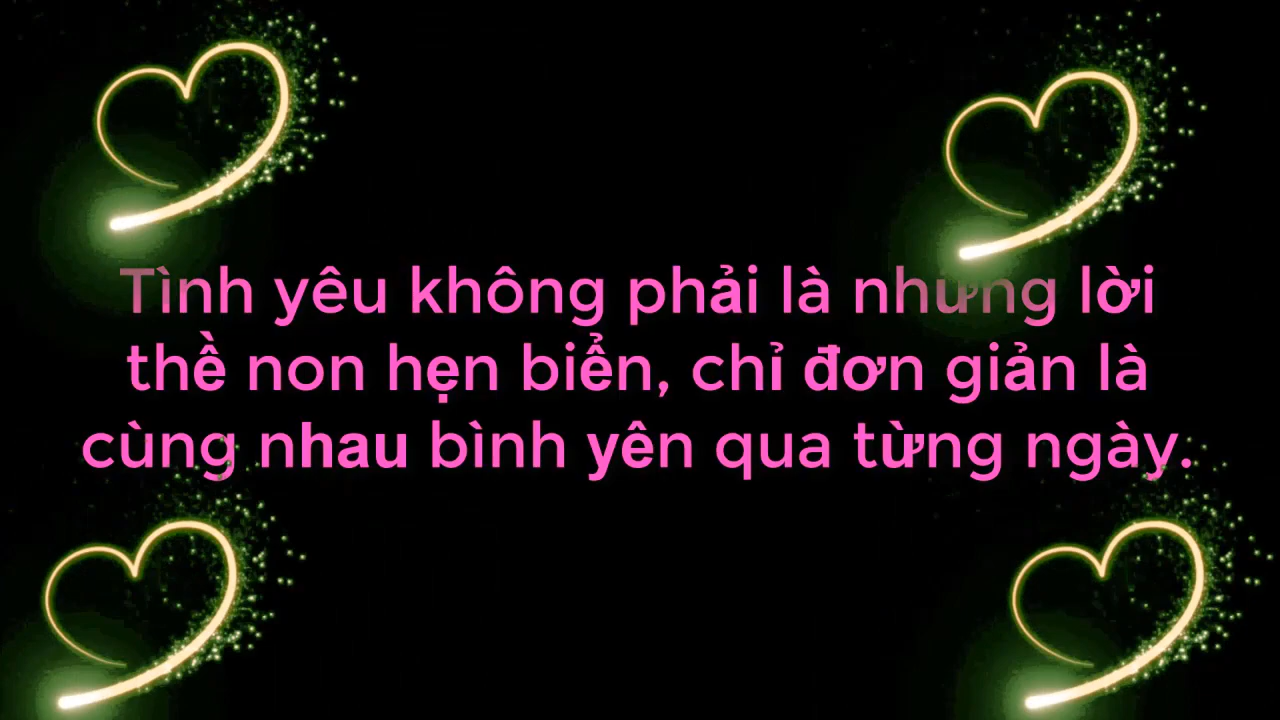 Tình yêu không phải là những lời
thề non hẹn biển, chỉ đơn giản là
cùng nhau bình yên qua từng ngày.